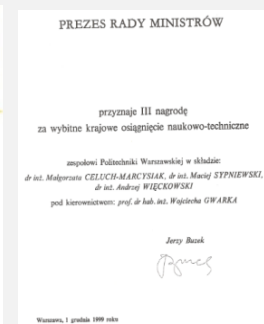 PREZES RADY MINISTRÓW
przyznaje III nagrodę
za wybitne krajowe osiągnięcie naukowo-techniczne
zespołowi Politechniki Warszawskiej w składzie:
dr inż. Małgorzata CELUCH-MARCYSIAK, dr inż. Maciej SYPNIEWSKI,
dr inż. Andrzej WIĘCKOWSKI
pod kierownictwem: prof. dr hab. inż. Wojciecha GWARKA
Jerzy Buzek
Warszawa, 1 grudnia 1999 roku